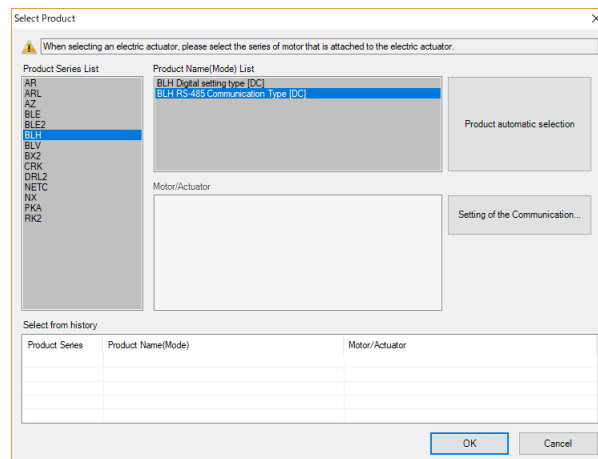 Select Product
When selecting an electric actuator, please select the series of motor that is attached to the electric actuator.
Product Series List
AR
ARL
AZ
BLE
BLE2
BLH
BLV
BX2
CRK
DRL2
NETC
NX
PKA
RK2
Product Name(Mode) List
BLH Digital setting type [DC]
BLH RS-485 Communication Type [DC]
Product automatic selection
Motor/Actuator
Setting of the Communication...
Select from history
Product Series Product Name(Mode) Motor/Actuator
OK Cancel